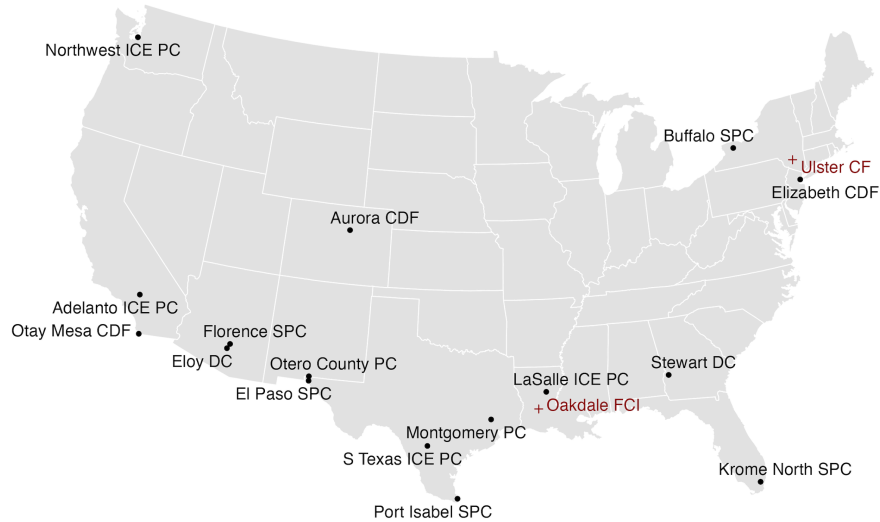 Northwest ICE PC
Buffalo SPC
Ulster CF
Elizabeth CDF
Aurora CDF
Adelanto ICE PC
Otay Mesa CDF
Florence SPC
Eloy DC
Otero County PC
El Paso SPC
Stewart DC
LaSalle ICE PC
Oakdale FCI
Montgomery PC
S Texas ICE PC
Krome North SPC
Port Isabel SPC